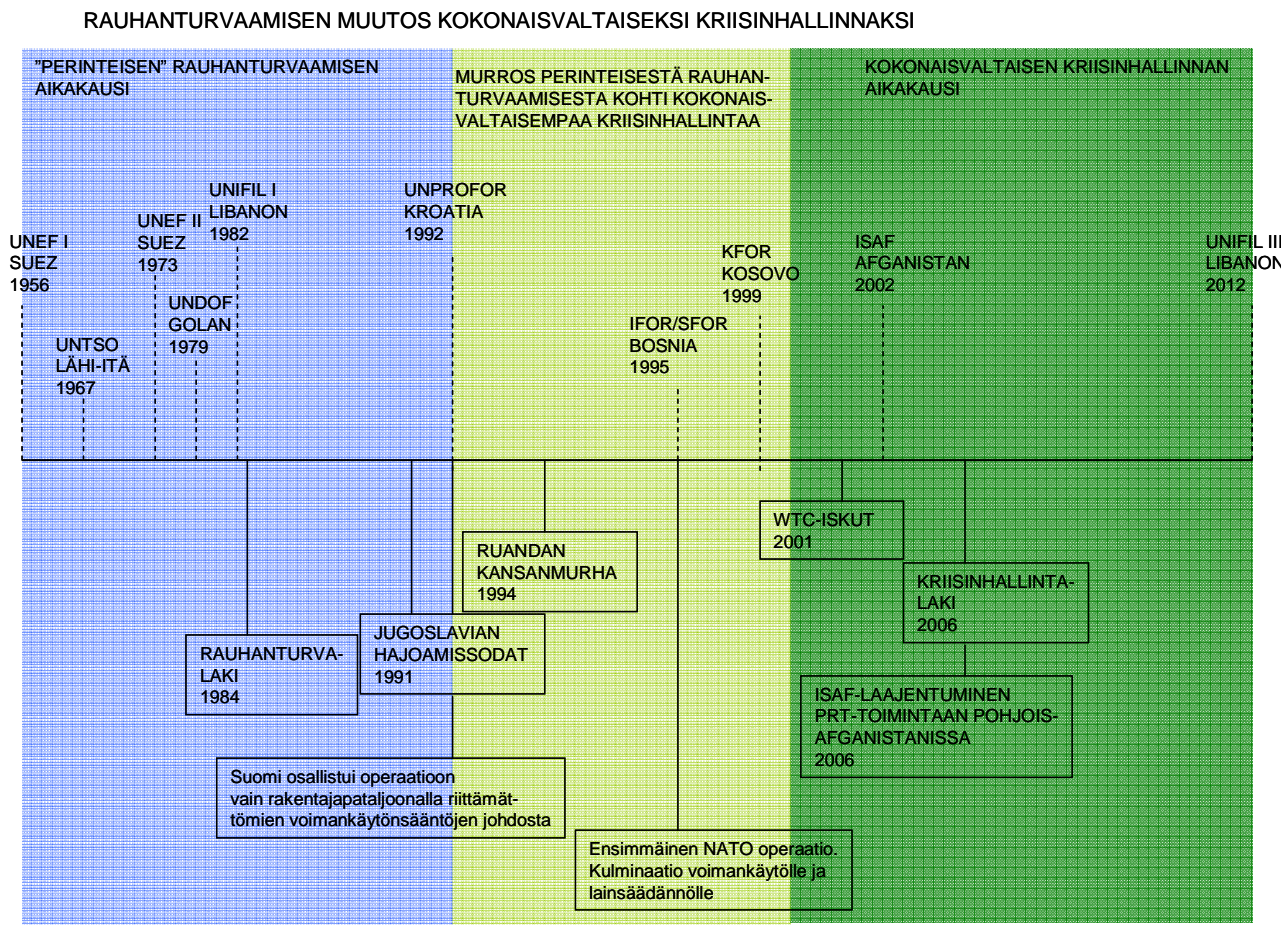 RAUHANTURVAAMISEN MUUTOS KOKONAISVALTAISEKSI KRIISINHALLINNAKSI
"PERINTEISEN" RAUHANTURVAAMISEN
AIKAKAUSI
MURROS PERINTEISESTÄ RAUHAN-
TURVAAMISESTA KOHTI KOKONAIS-
VALTAISEMPAA KRIISINHALLINTAA
KOKONAISVALTAISEN KRIISINHALLINNAN
AIKAKAUSI
UNEF I
SUEZ
1956
UNTSO
LÄHI-ITÄ
1967
UNEF II
SUEZ
1973
UNDOF
GOLAN
1979
UNIFIL I
LIBANON
1982
UNPROFOR
KROATIA
1992
IFOR/SFOR
BOSNIA
1995
KFOR
KOSOVO
1999
ISAF
AFGANISTAN
2002
UNIFIL III
LIBANON
2012
RAUHANTURVA-
LAKI
1984
JUGOSLAVIAN
HAJOAMISSODAT
1991
RUANDAN
KANSANMURHA
1994
WTC-ISKUT
2001
KRIISINHALLINTA-
LAKI
2006
ISAF-LAAJENTUMINEN
PRT-TOIMINTAAN POHJOIS-
AFGANISTANISSA
2006
Suomi osallistui operaatioon
vain rakentajapataljoonalla riittämät-
tömien voimankäytönsääntöjen johdosta
Ensimmäinen NATO operaatio.
Kulminaatio voimankäytölle ja
lainsäädännölle